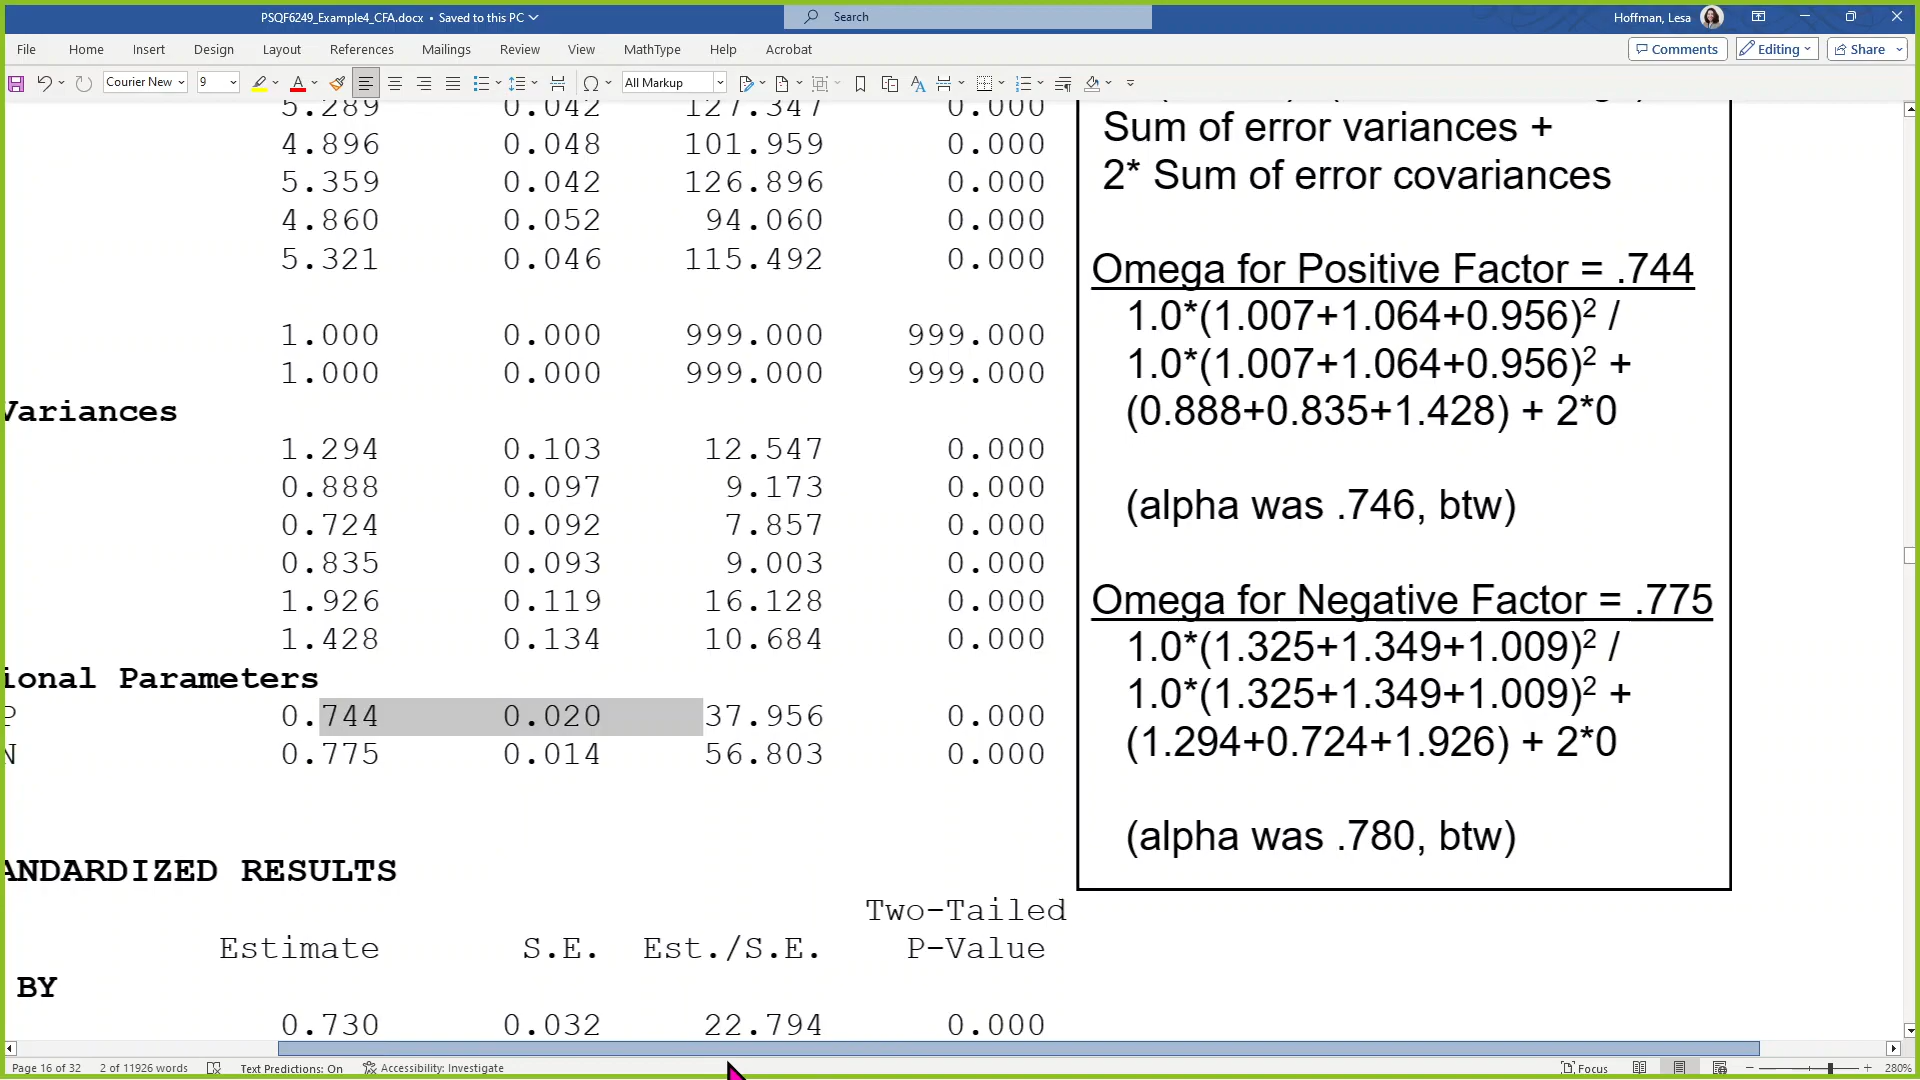 PSQF6249_Example4_CFA.docx • Saved to this PC
Search
Hoffman, Lesa
File Home Insert Design Layout References Mailings Review View MathType Help Acrobat
Comments Editing Share
Courier New 9 All Markup
5.289 0.042 127.347 0.000
4.896 0.048 101.959 0.000
5.359 0.042 126.896 0.000
4.860 0.052 94.060 0.000
5.321 0.046 115.492 0.000
1.000 0.000 999.000 999.000
1.000 0.000 999.000 999.000
Variances
1.294 0.103 12.547 0.000
0.888 0.097 9.173 0.000
0.724 0.092 7.857 0.000
0.835 0.093 9.003 0.000
1.926 0.119 16.128 0.000
1.428 0.134 10.684 0.000
ional Parameters
P 0.744 0.020 37.956 0.000
N 0.775 0.014 56.803 0.000
ANDARDIZED RESULTS
Two-Tailed
Estimate S.E. Est./S.E. P-Value
BY
0.730 0.032 22.794 0.000
Sum of error variances +
2* Sum of error covariances
Omega for Positive Factor = .744
1.0*(1.007+1.064+0.956)² /
1.0*(1.007+1.064+0.956)² +
(0.888+0.835+1.428) + 2*0
(alpha was .746, btw)
Omega for Negative Factor = .775
1.0*(1.325+1.349+1.009)² /
1.0*(1.325+1.349+1.009)² +
(1.294+0.724+1.926) + 2*0
(alpha was .780, btw)
Page 16 of 32 2 of 11926 words Text Predictions: On Accessibility: Investigate Focus 280%